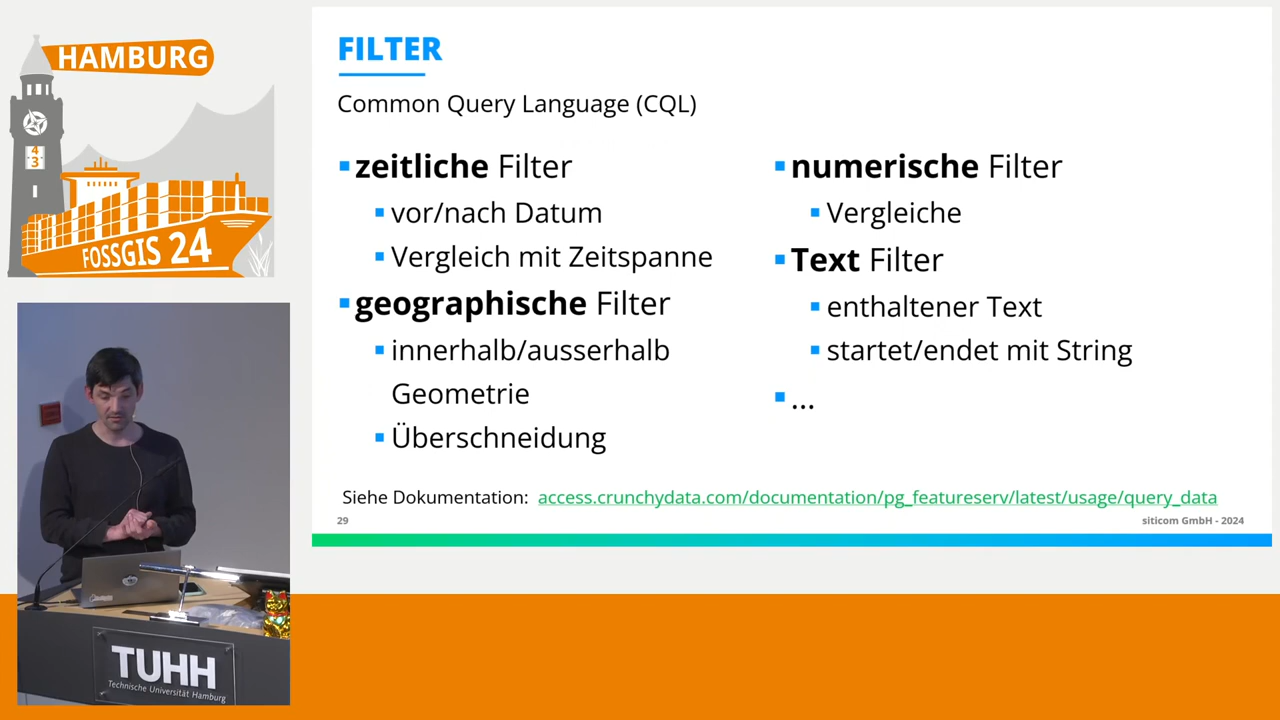 HAMBURG
4
3
FOSSGIS 24
FILTER
Common Query Language (CQL)
zeitliche Filter
vor/nach Datum
Vergleich mit Zeitspanne
geographische Filter
innerhalb/ausserhalb
Geometrie
Überschneidung
numerische Filter
Vergleiche
Text Filter
enthaltener Text
startet/endet mit String
...
Siehe Dokumentation: access.crunchydata.com/documentation/pg_featureserv/latest/usage/query_data
29
siticom GmbH - 2024
TUHH
Technische Universität Hamburg